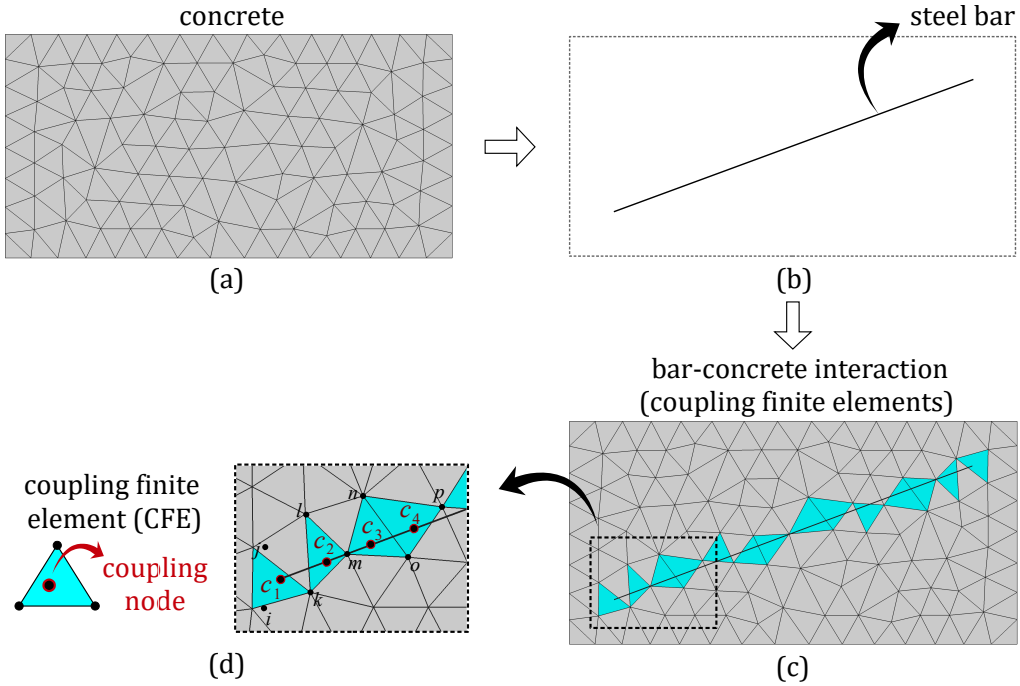 concrete
steel bar
(a)
(b)
bar-concrete interaction
(coupling finite elements)
coupling finite
element (CFE)
coupling
node
n
p
l
c4
c3
j
c2
m
o
c1
k
i
(d)
(c)